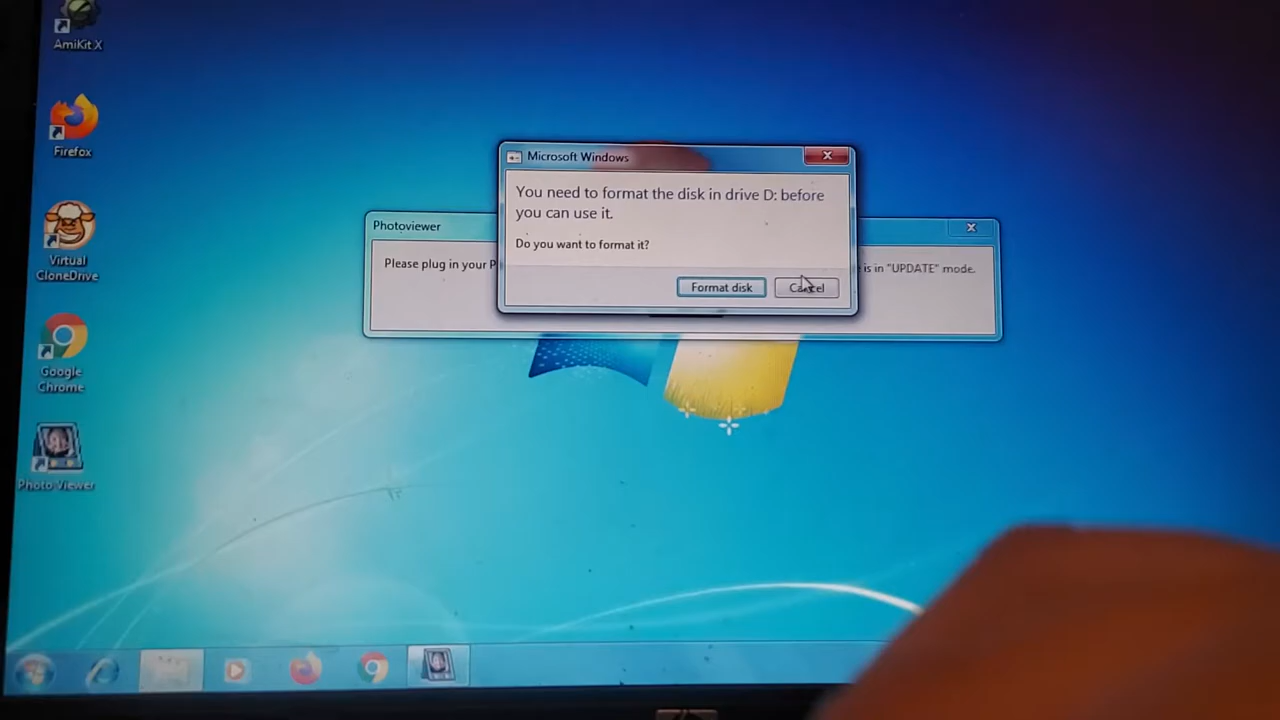 AmiKit X
Firefox
Virtual
CloneDrive
Google
Chrome
Photo Viewer
Microsoft Windows
You need to format the disk in drive D: before
you can use it.
Do you want to format it?
Format disk
Cancel
Photoviewer
Please plug in your P
is in "UPDATE" mode.